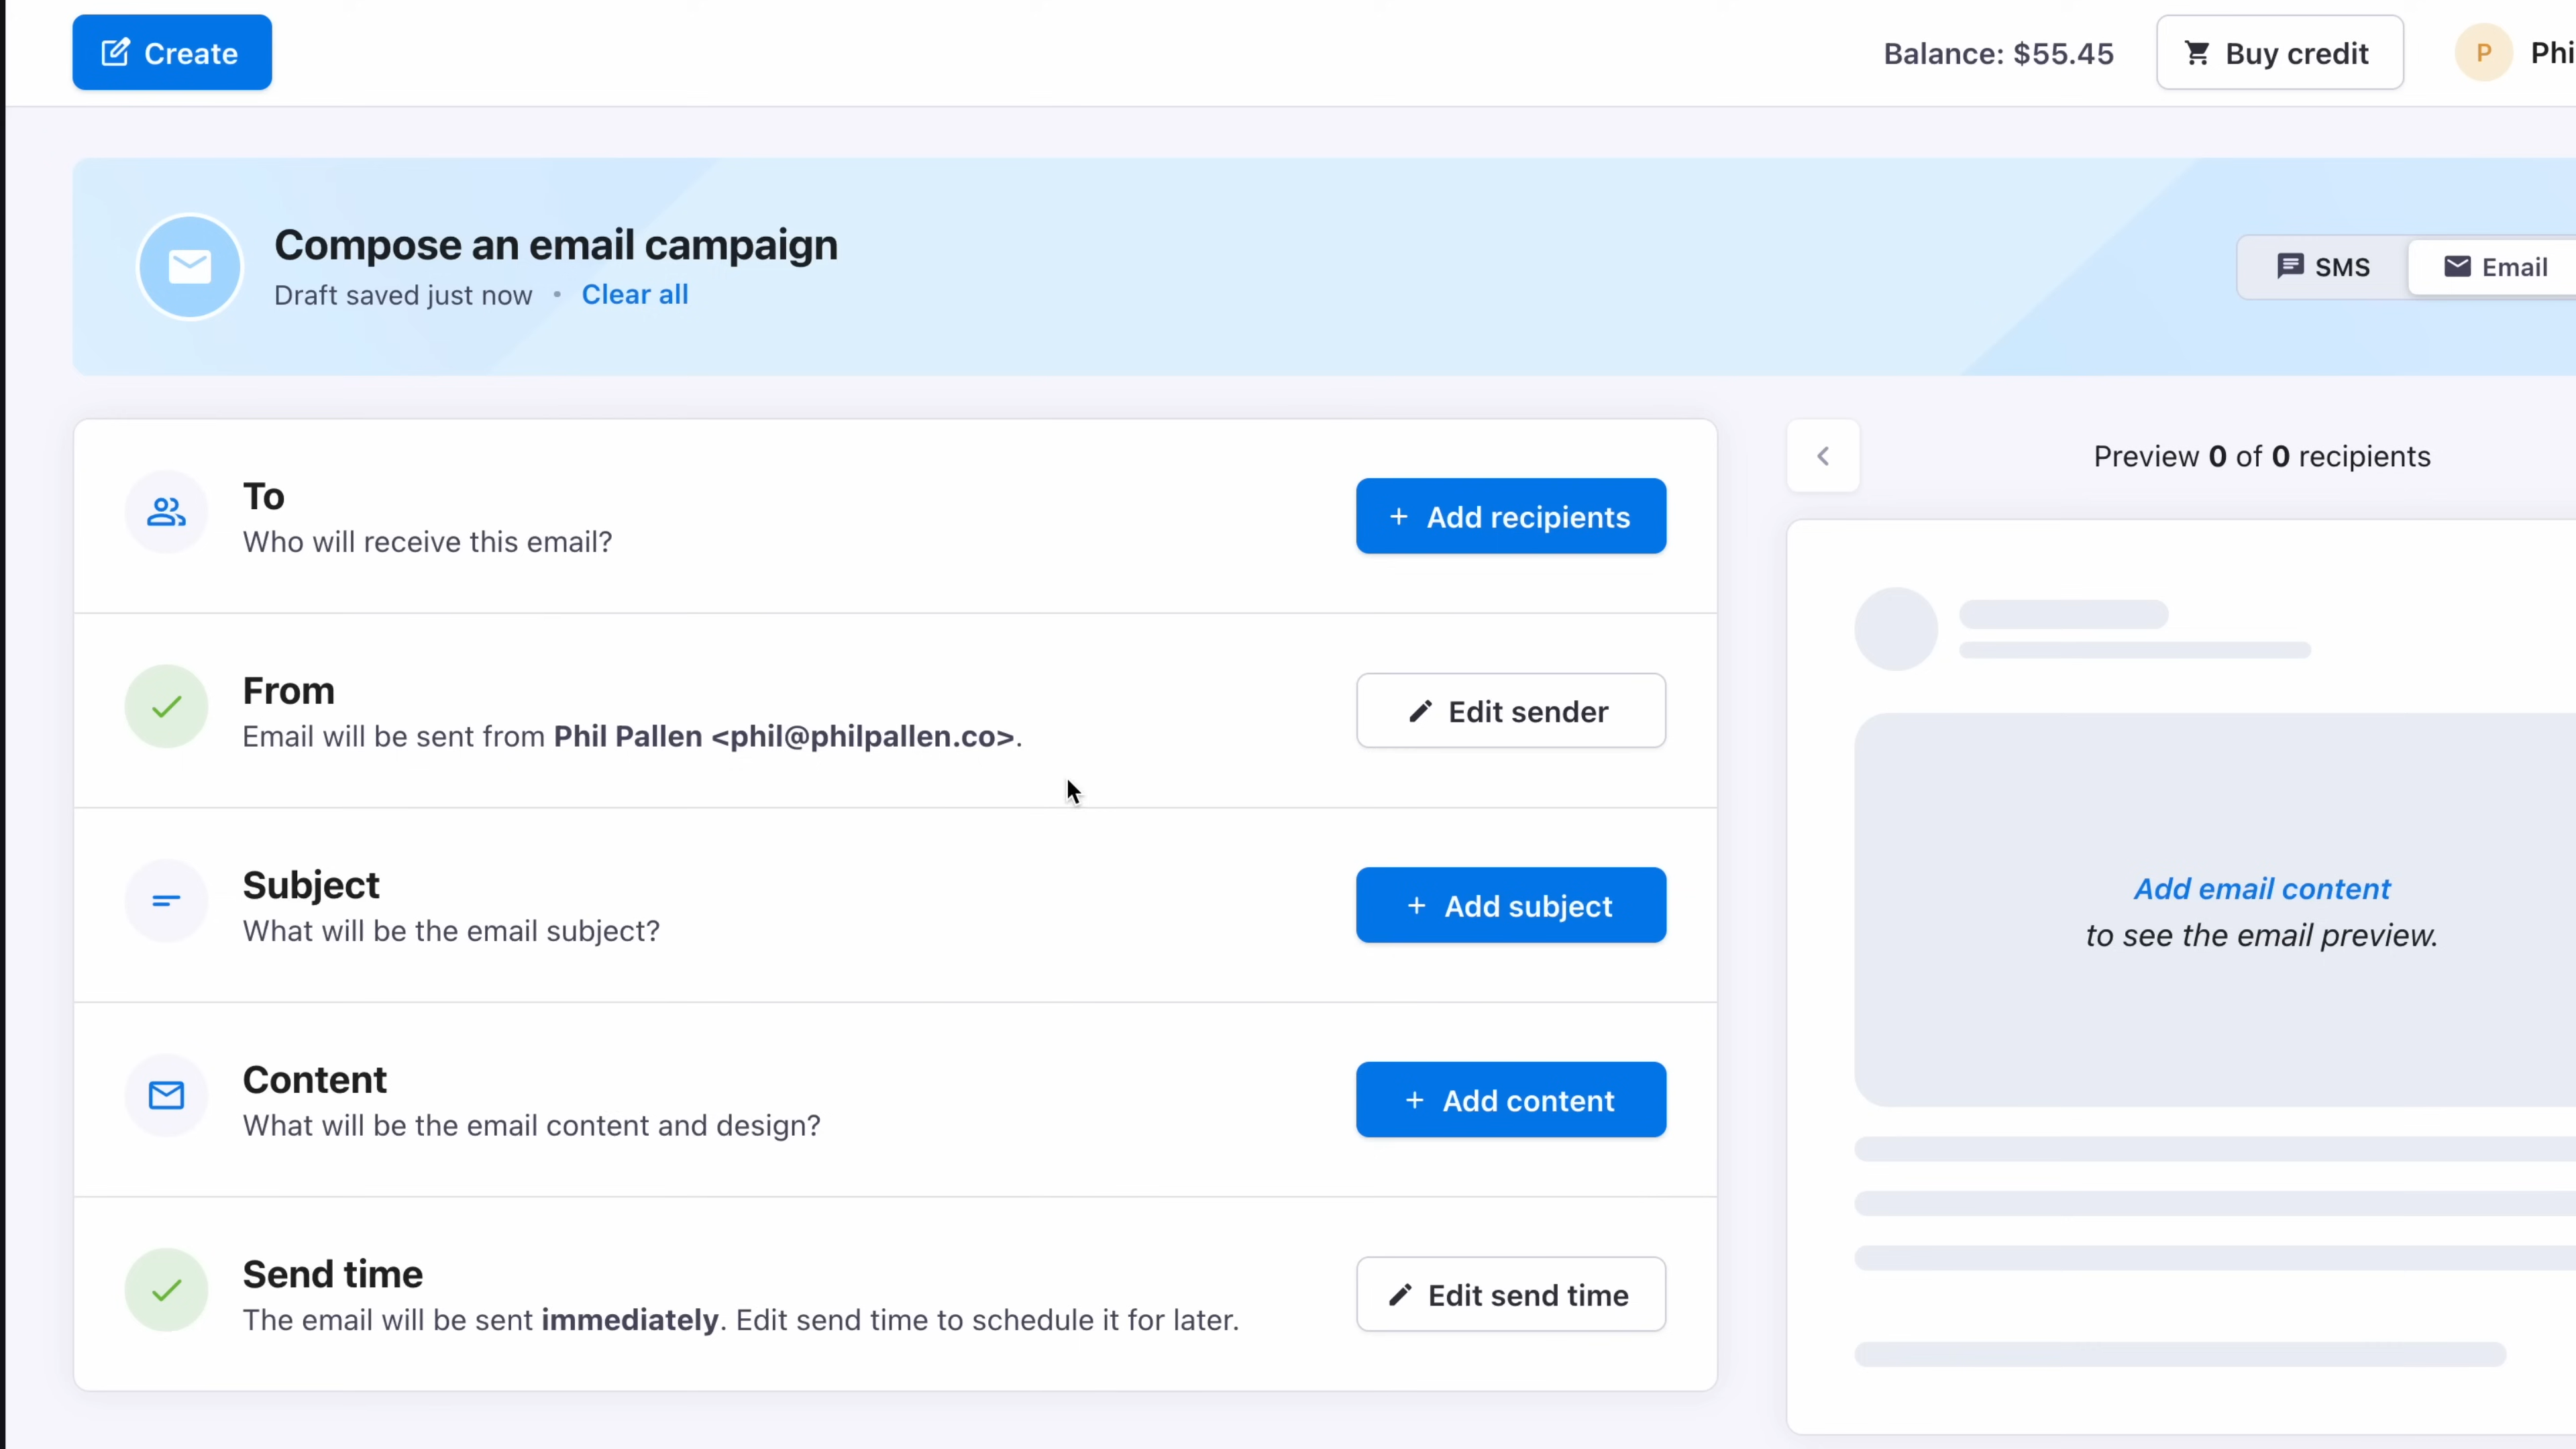 Create
Balance: $55.45
Buy credit
P
Phi
Compose an email campaign
Draft saved just now • Clear all
SMS
Email
To
Who will receive this email?
+ Add recipients
Preview 0 of 0 recipients
From
Email will be sent from Phil Pallen <phil@philpallen.co>.
Edit sender
Subject
What will be the email subject?
+ Add subject
Add email content
to see the email preview.
Content
What will be the email content and design?
+ Add content
Send time
The email will be sent immediately. Edit send time to schedule it for later.
Edit send time